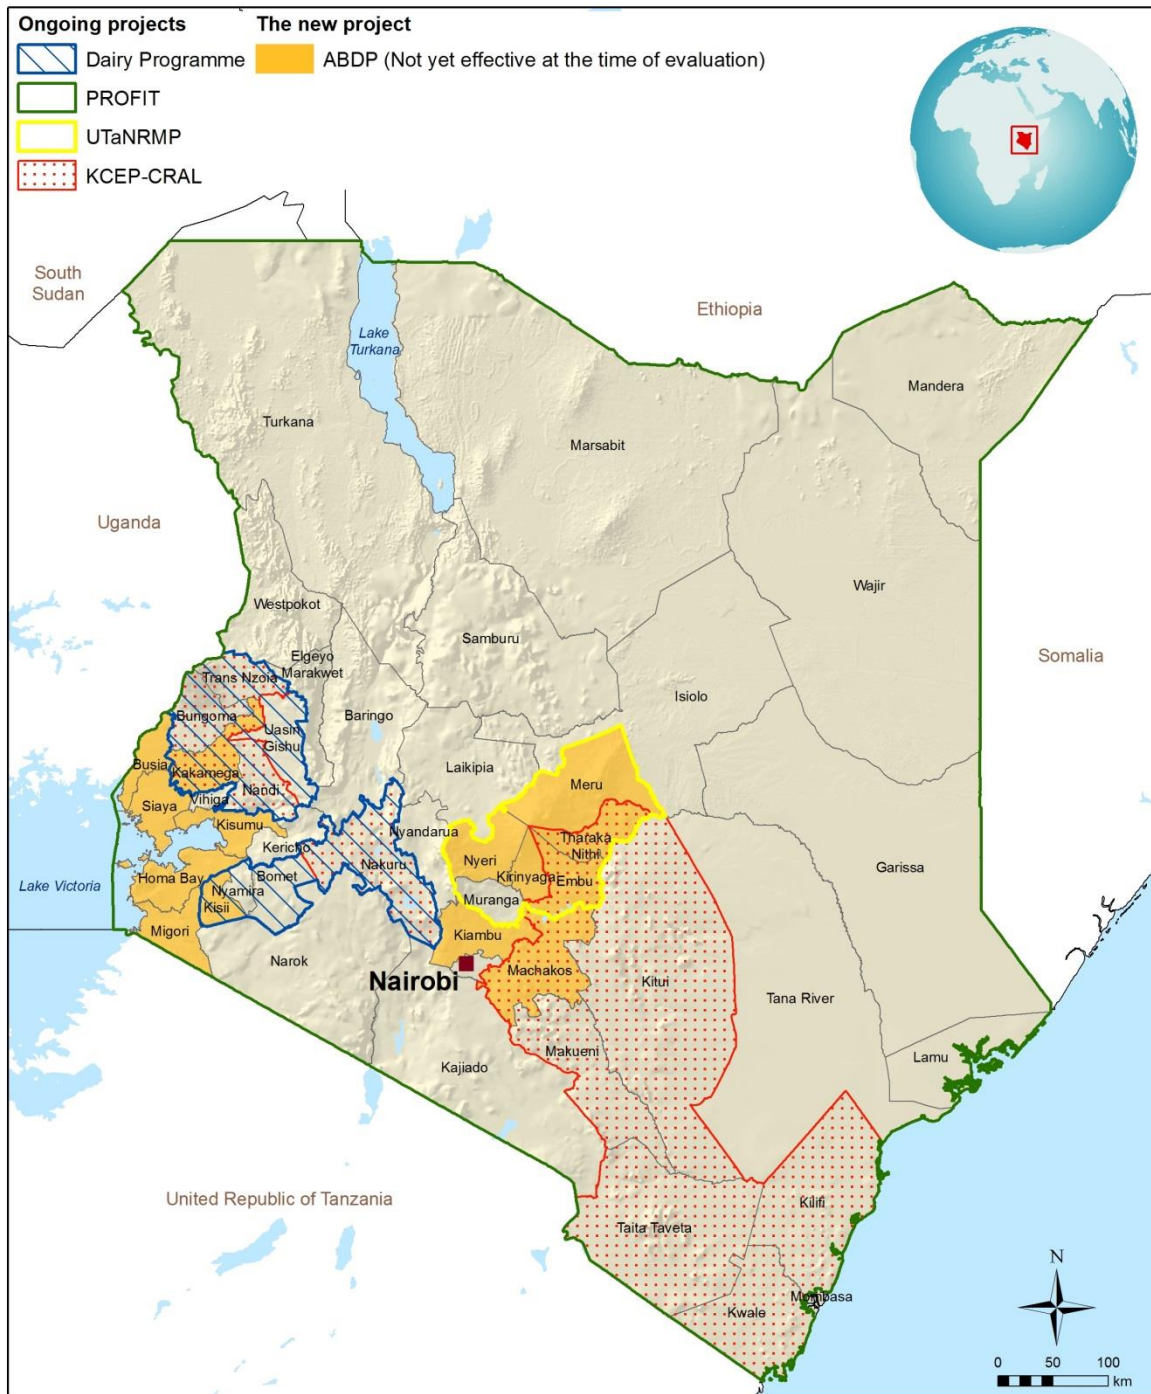 Ongoing projects
Dairy Programme
PROFIT
UTaNRMP
KCEP-CRAL
The new project
ABDP (Not yet effective at the time of evaluation)
South
Sudan
Ethiopia
Lake
Turkana
Mandera
Turkana
Marsabit
Uganda
Wajir
Westpokot
Samburu
Somalia
Elgeyo
Marakwet
Trans Nzoia
Isiolo
Bungoma
Baringo
Uasin
Gishu
Busia
Kakamega
Laikipia
Meru
Nandi
Siaya
Vihiga
Kisumu
Nyandarua
Tharaka
Nithi
Kericho
Nakuru
Nyeri
Garissa
Lake Victoria
Homa Bay
Bomet
Kirinyaga
Embu
Nyamira
Kisii
Muranga
Migori
Kiambu
Narok
Machakos
Nairobi
Kitui
Tana River
Makueni
Lamu
Kajiado
United Republic of Tanzania
Kilifi
Taita Taveta
N
Mombasa
Kwale
0 50 100
km